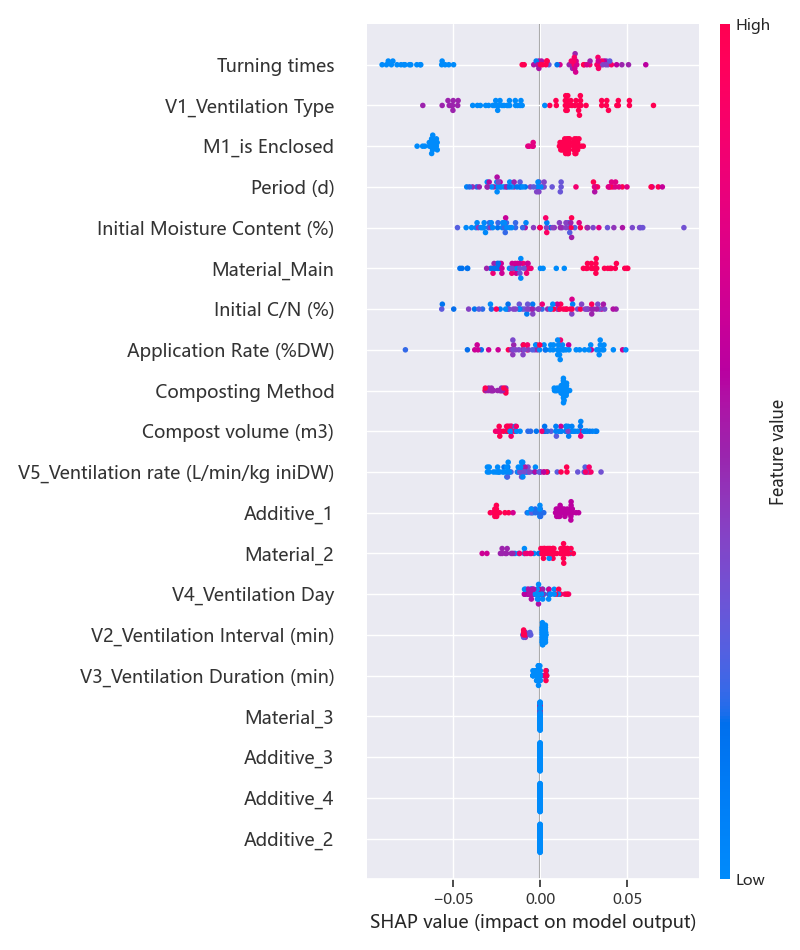 High
Turning times
V1_Ventilation Type
M1_is Enclosed
Period (d)
Initial Moisture Content (%)
Material_Main
Initial C/N (%)
Application Rate (%DW)
Composting Method
Compost volume (m3)
V5_Ventilation rate (L/min/kg iniDW)
Additive_1
Material_2
V4_Ventilation Day
V2_Ventilation Interval (min)
V3_Ventilation Duration (min)
Material_3
Additive_3
Additive_4
Additive_2
Feature value
Low
−0.05 0.00 0.05
SHAP value (impact on model output)